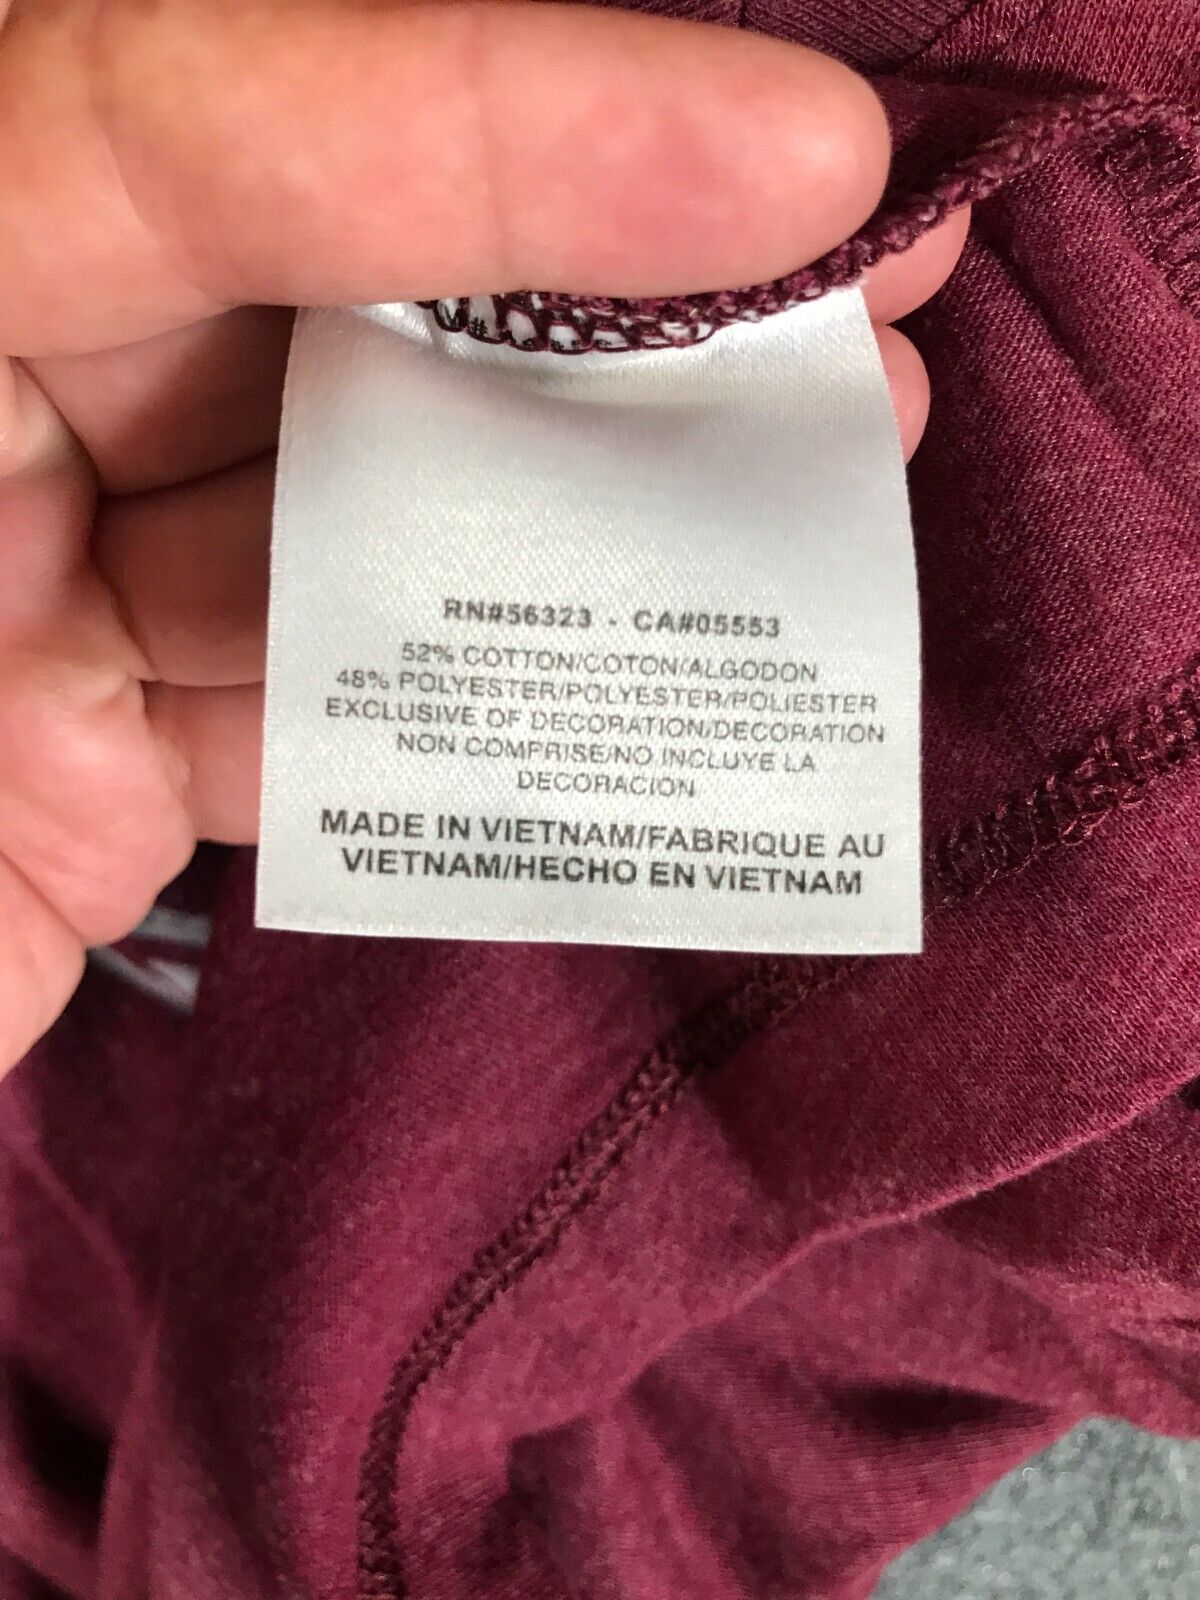 RN#56323 - CA#05553
52% COTTON/COTON/ALGODON
48% POLYESTER/POLYESTER/POLIESTER
EXCLUSIVE OF DECORATION/DECORATION
NON COMPRISE/NO INCLUYE LA
DECORACION
MADE IN VIETNAM/FABRIQUE AU
VIETNAM/HECHO EN VIETNAM